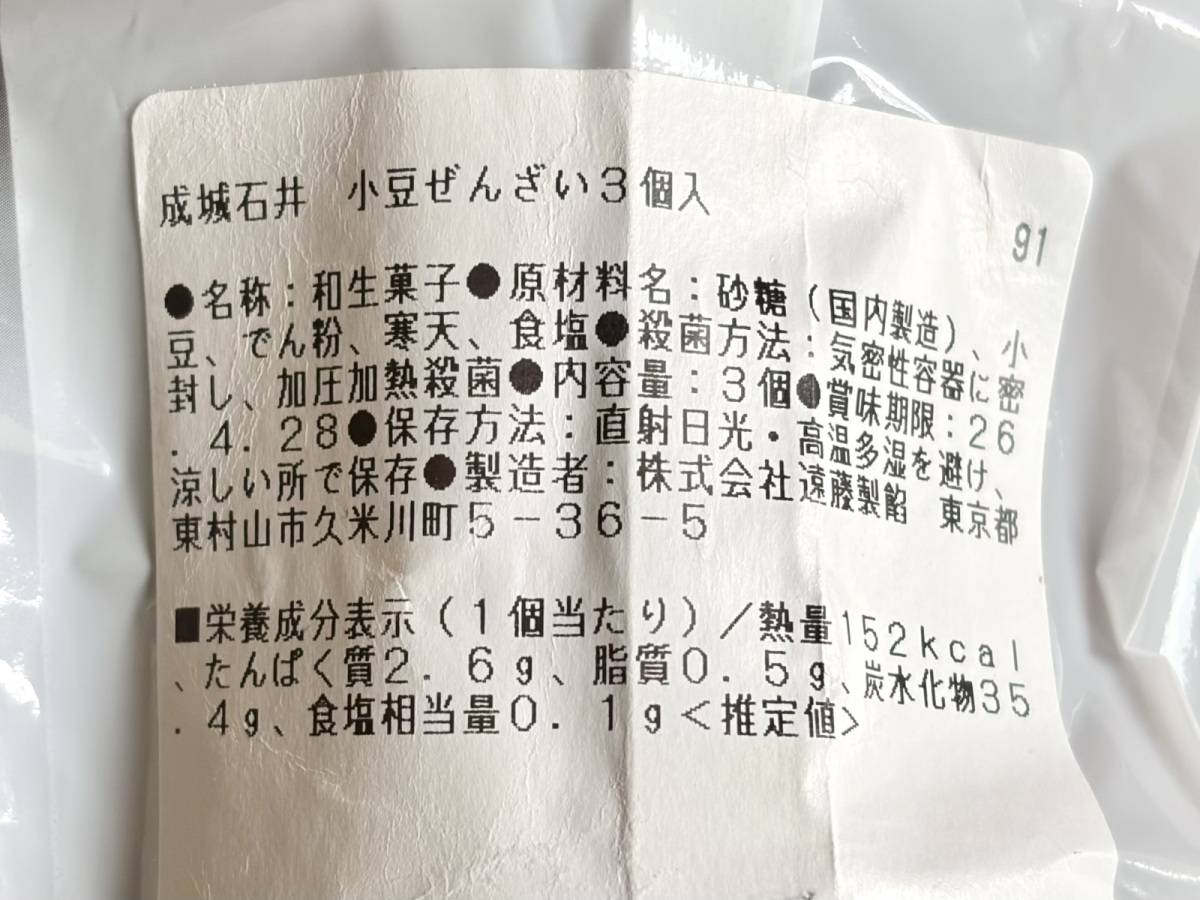 成城石井　小豆ぜんざい３個入
91
●名称：和生菓子●原材料名：砂糖（国内製造）、小
豆、でん粉、寒天、食塩●殺菌方法：気密性容器に密
封し、加圧加熱殺菌●内容量：３個●賞味期限：２６
．４．２８●保存方法：直射日光・高温多湿を避け、
涼しい所で保存●製造者：株式会社遠藤製餡　東京都
東村山市久米川町５－３６－５
■栄養成分表示（１個当たり）／熱量152kcal
、たんぱく質２．６g、脂質０．５g、炭水化物３５
．４g、食塩相当量０．１g＜推定値＞